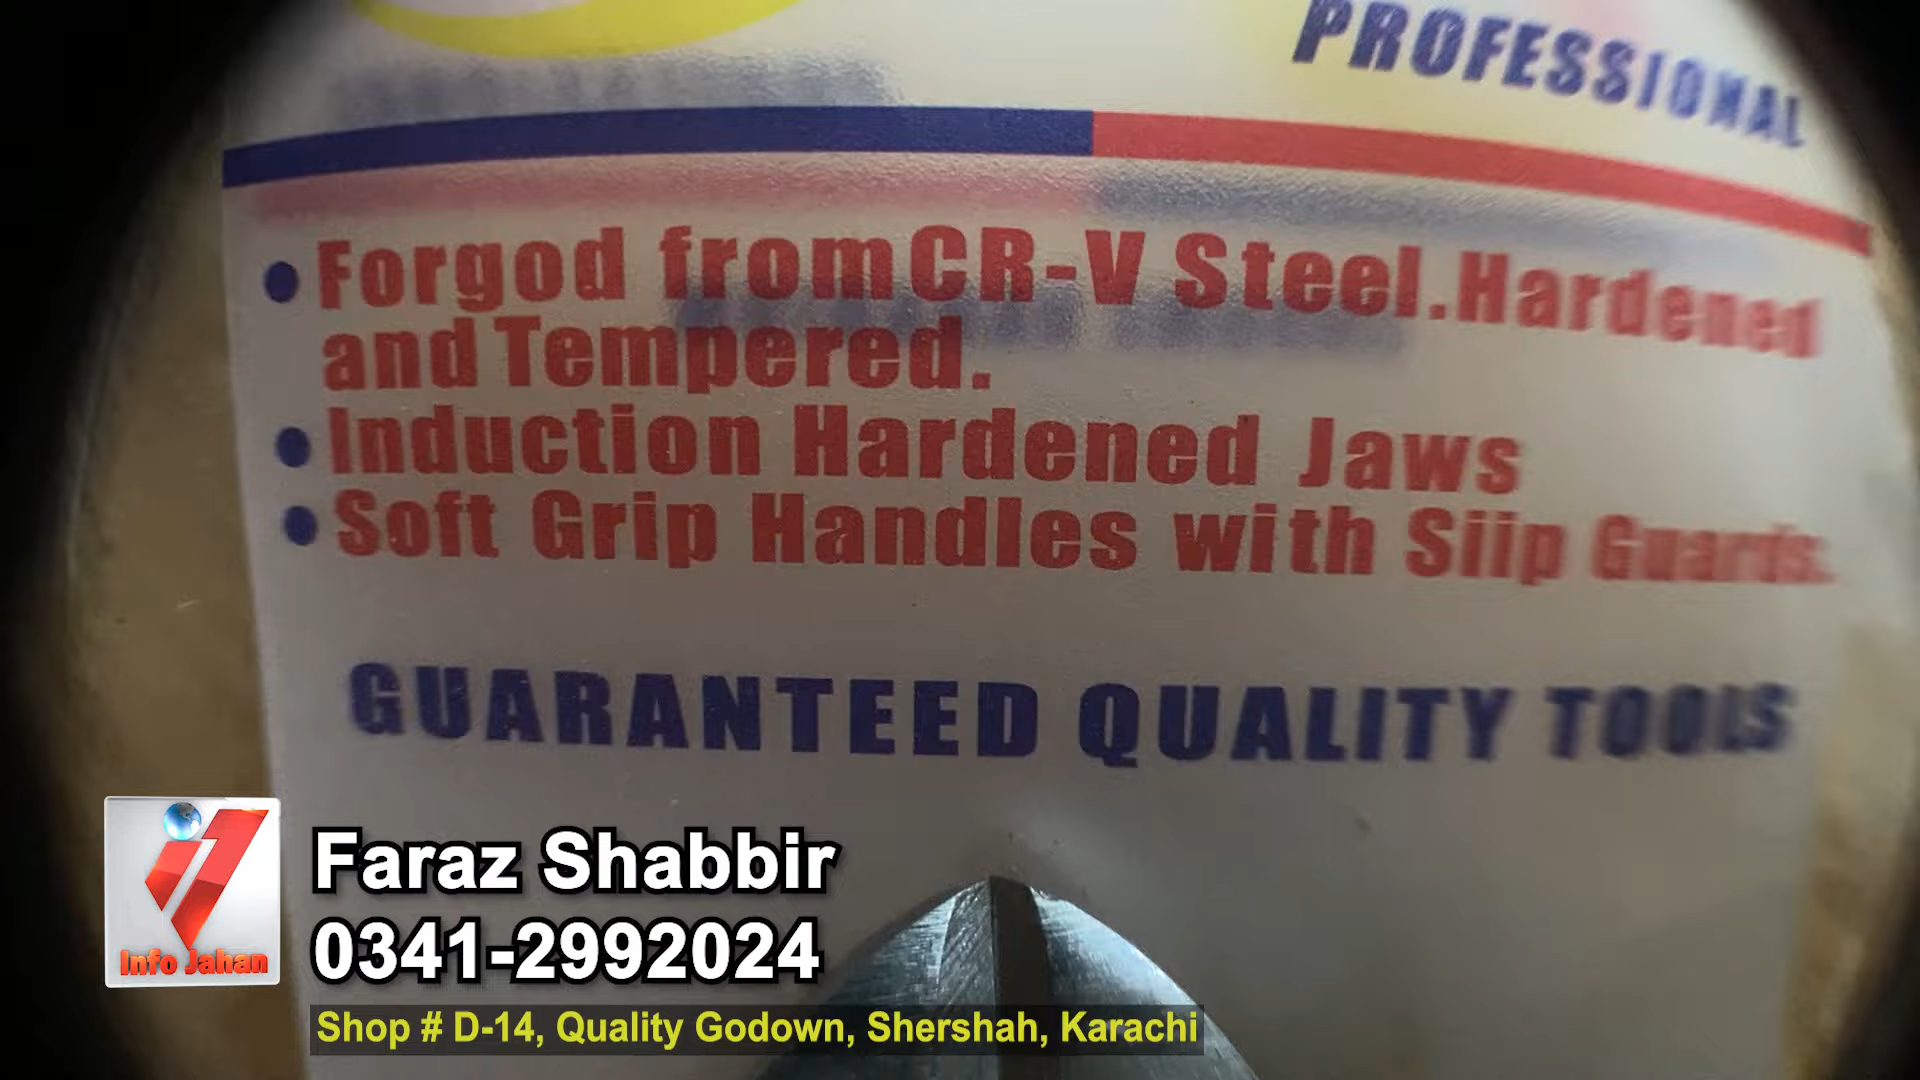 PROFESSIONAL
• Forgod from CR-V Steel.Hardened
and Tempered.
• Induction Hardened Jaws
• Soft Grip Handles with Siip Guards.
GUARANTEED QUALITY TOOLS
Info Jahan
Faraz Shabbir
0341-2992024
Shop # D-14, Quality Godown, Shershah, Karachi